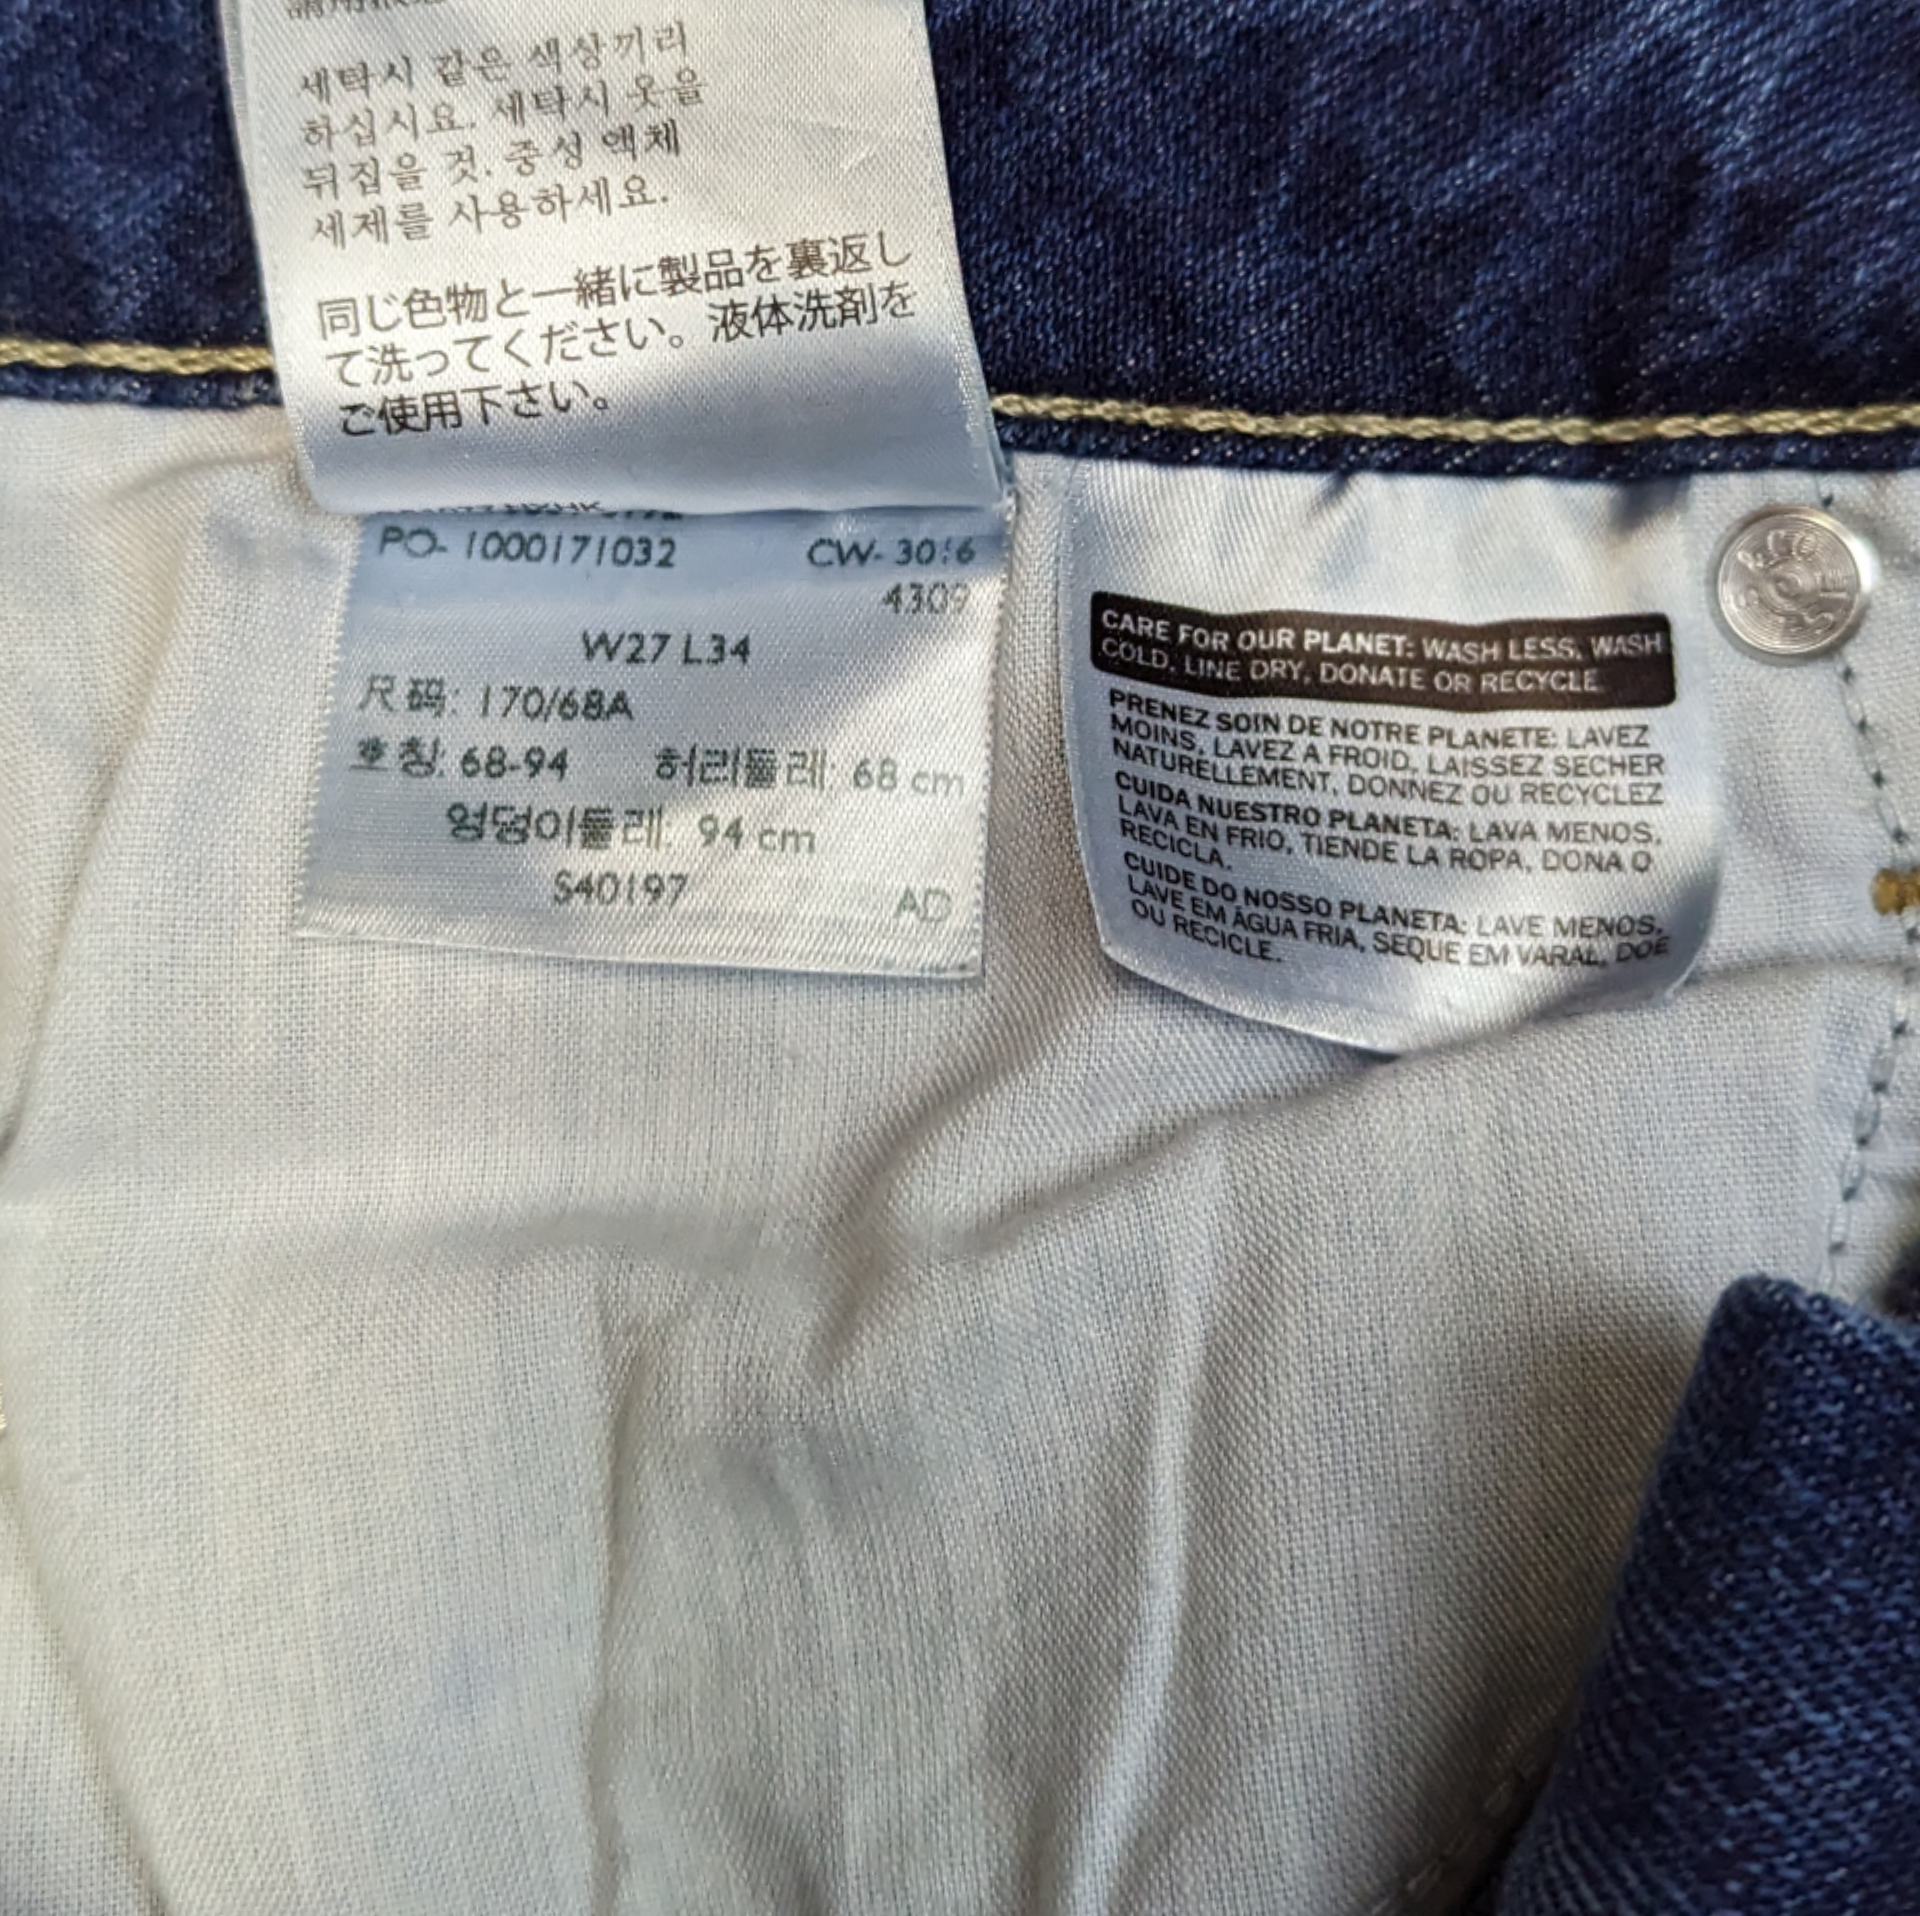 세탁시 같은 색상끼리
하십시요. 세탁시 옷을
뒤집을 것. 중성 액체
세제를 사용하세요.
同じ色物と一緒に製品を裏返し
て洗ってください。液体洗剤を
ご使用下さい。
PO- 1000171032 CW- 3016
4309
W27 L34
尺码: 170/68A
호칭: 68-94 허리둘레: 68 cm
엉덩이둘레: 94 cm
S40197 AD
CARE FOR OUR PLANET: WASH LESS, WASH
COLD, LINE DRY, DONATE OR RECYCLE
PRENEZ SOIN DE NOTRE PLANETE: LAVEZ
MOINS, LAVEZ A FROID, LAISSEZ SECHER
NATURELLEMENT, DONNEZ OU RECYCLEZ
CUIDA NUESTRO PLANETA: LAVA MENOS,
LAVA EN FRIO, TIENDE LA ROPA, DONA O
RECICLA.
CUIDE DO NOSSO PLANETA: LAVE MENOS,
LAVE EM ÁGUA FRIA, SEQUE EM VARAL, DOE
OU RECICLE.